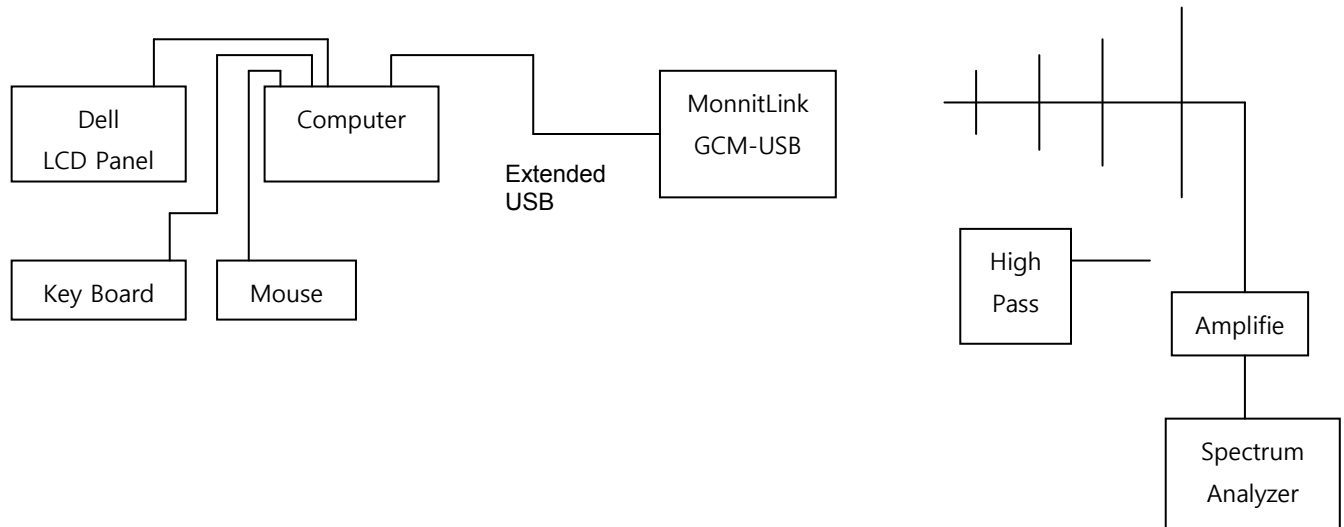 Dell
LCD Panel
Computer
MonnitLink
GCM-USB
Extended
USB
Key Board
Mouse
High
Pass
Amplifie
Spectrum
Analyzer